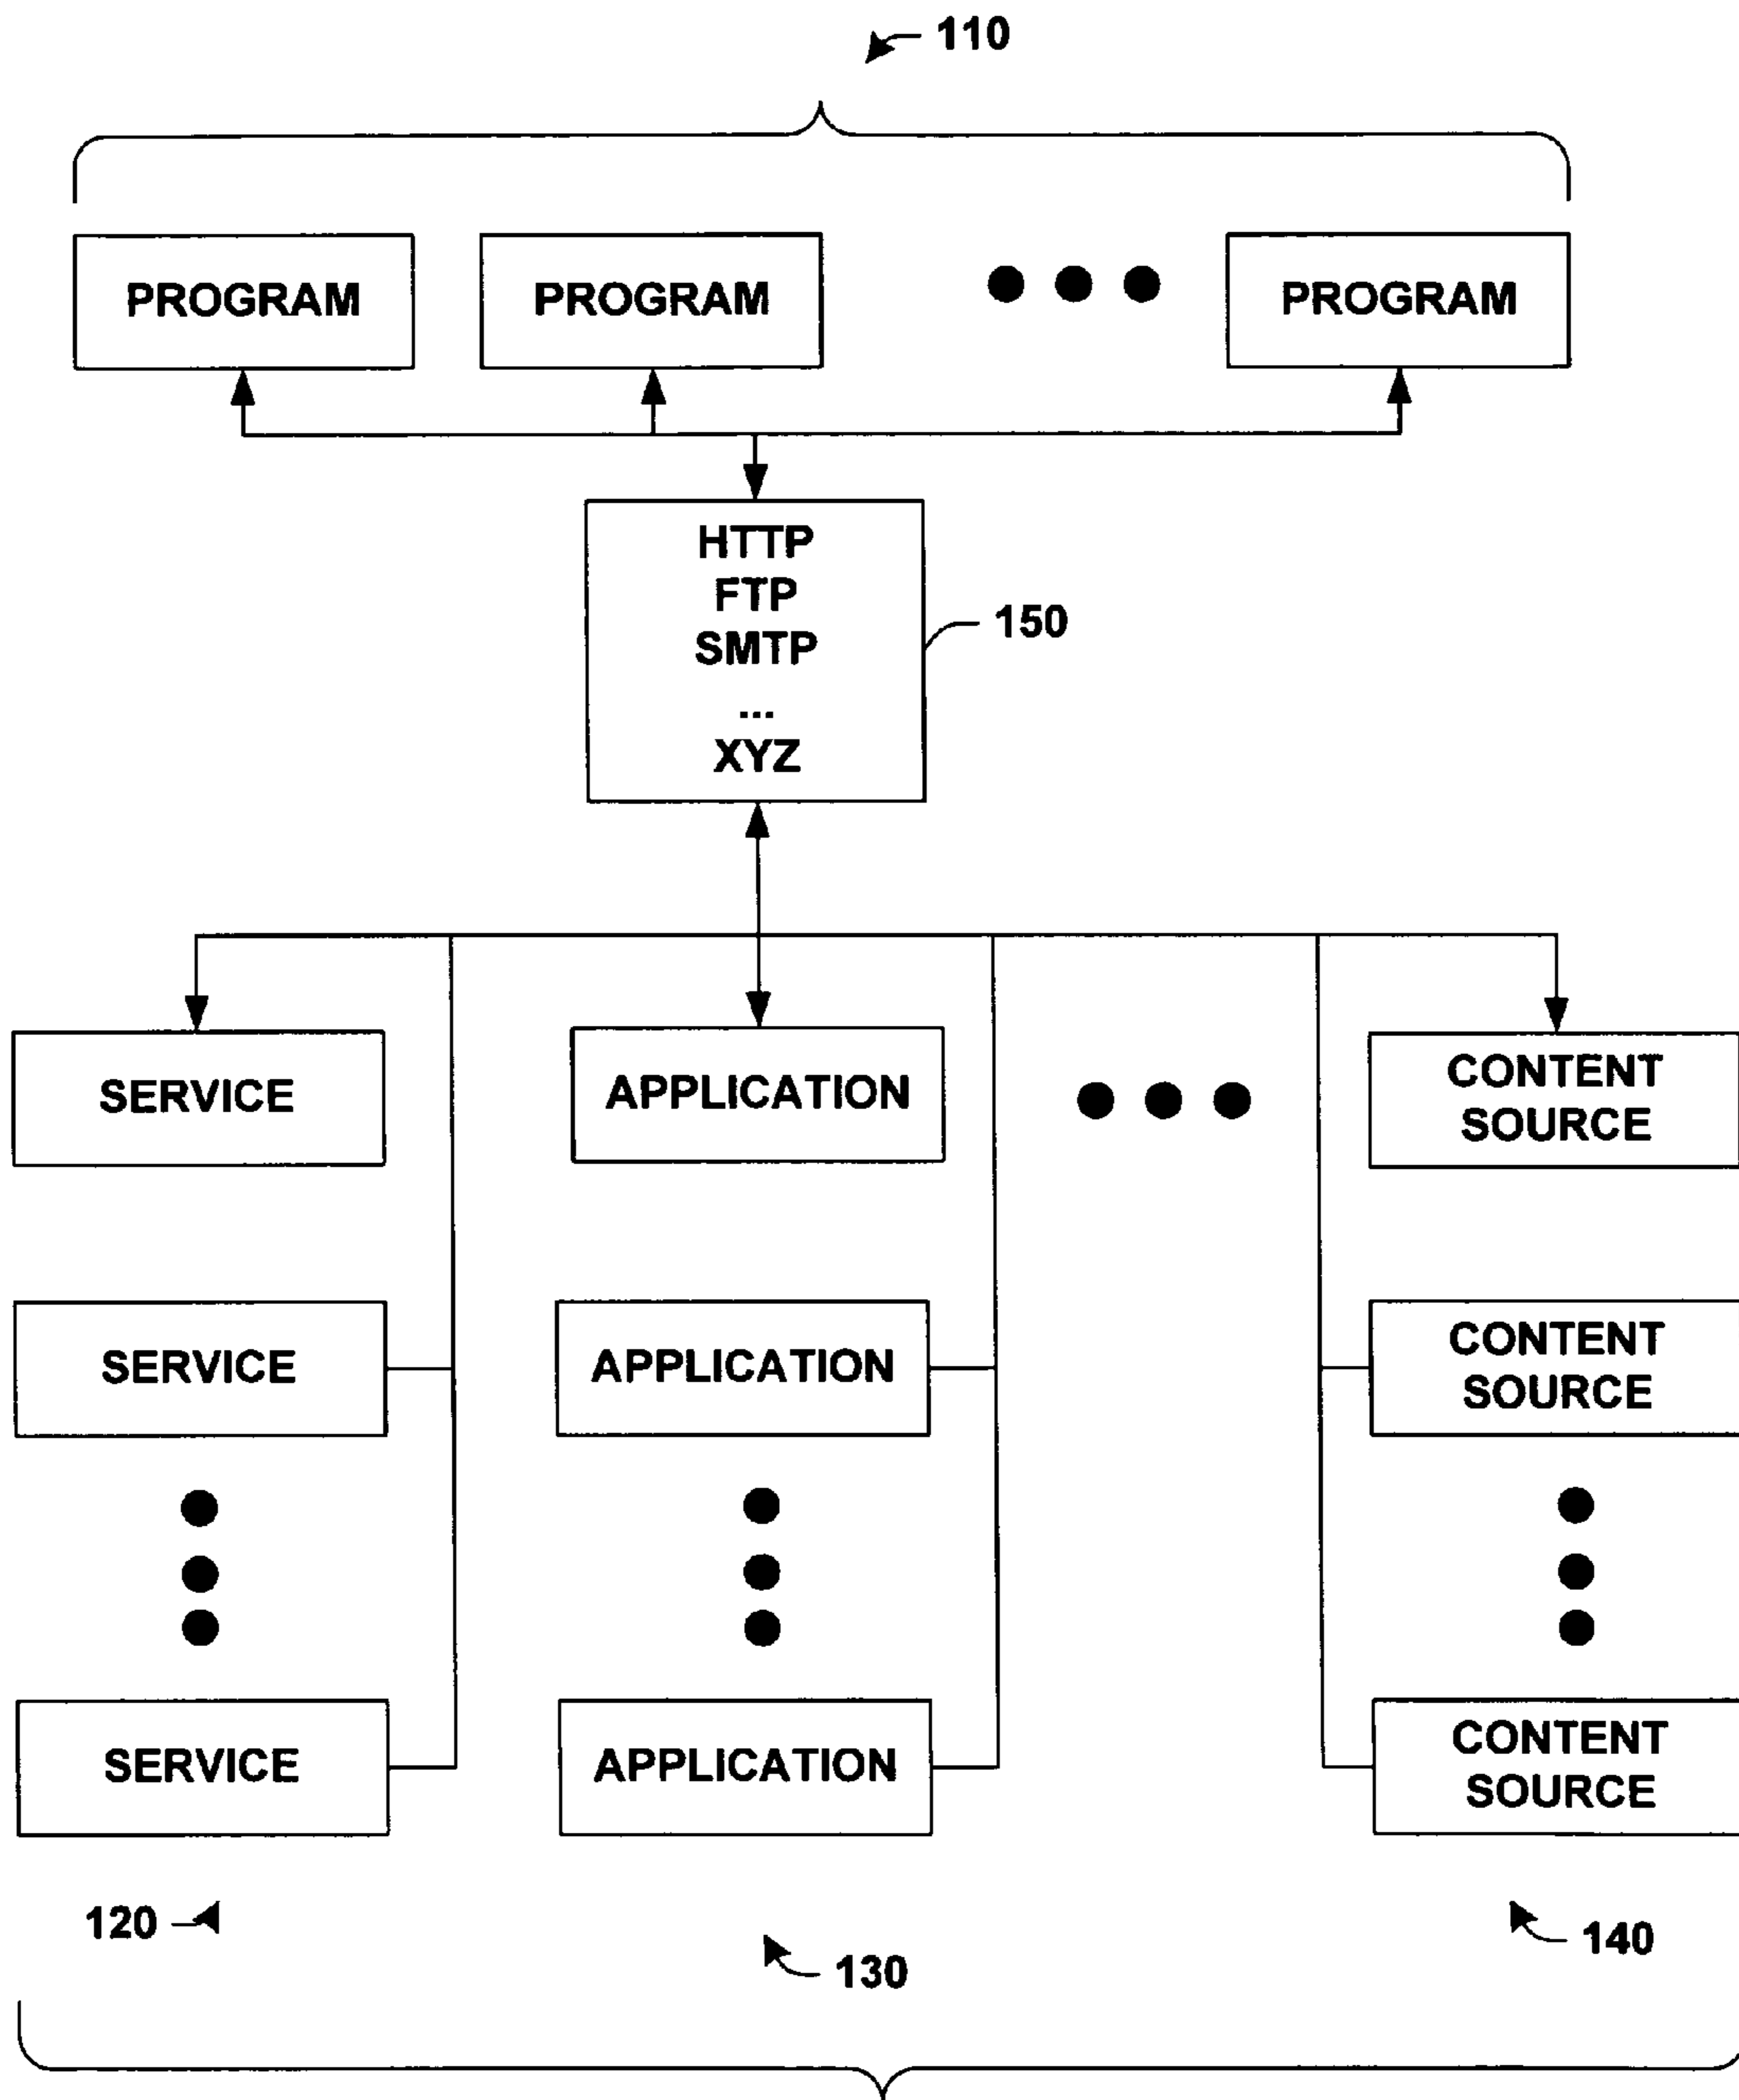 110
PROGRAM
PROGRAM
PROGRAM
HTTP
FTP
SMTP
...
XYZ
150
SERVICE
APPLICATION
CONTENT
SOURCE
SERVICE
APPLICATION
CONTENT
SOURCE
SERVICE
APPLICATION
CONTENT
SOURCE
120
130
140